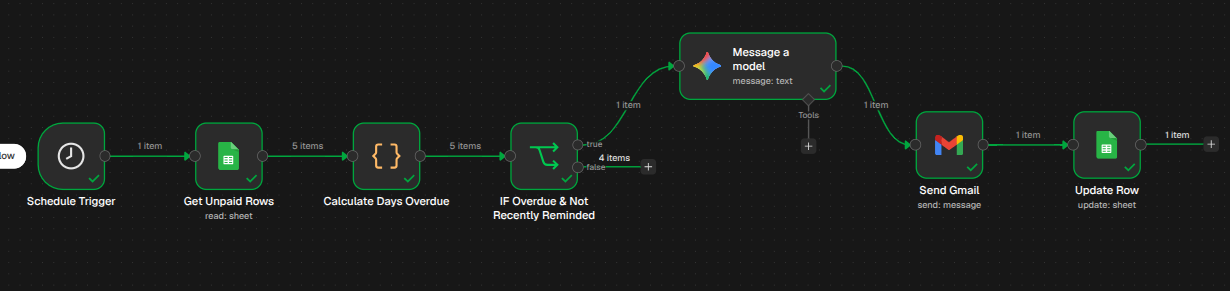 low
Schedule Trigger
1 item
Get Unpaid Rows
read: sheet
5 items
Calculate Days Overdue
5 items
IF Overdue & Not
Recently Reminded
true
false
4 items
1 item
Message a
model
message: text
Tools
1 item
Send Gmail
send: message
1 item
Update Row
update: sheet
1 item